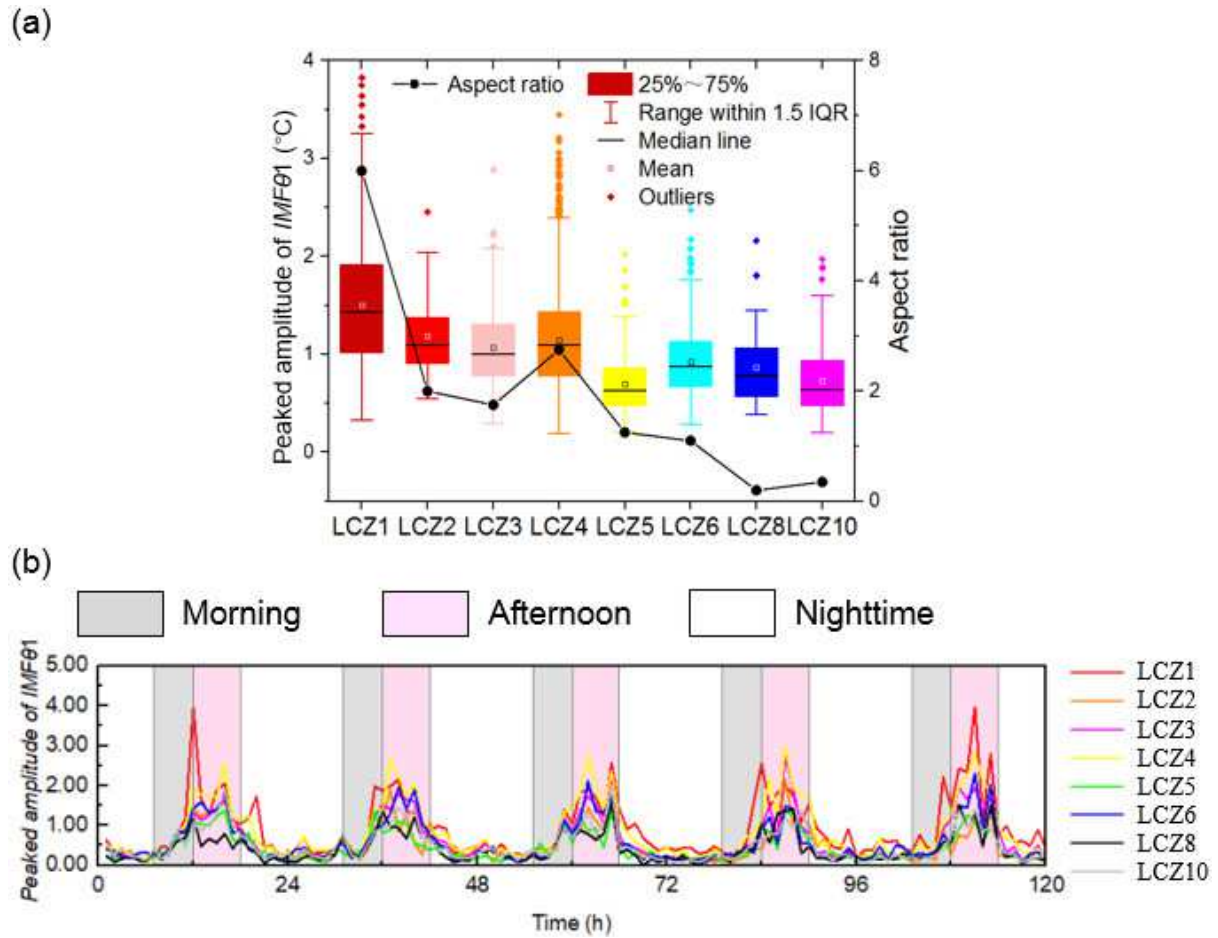 (a)
Aspect ratio
25%~75%
Range within 1.5 IQR
Median line
Mean
Outliers
Peaked amplitude of IMFθ1 (°C)
4
3
2
1
0
Aspect ratio
8
6
4
2
0
LCZ1 LCZ2 LCZ3 LCZ4 LCZ5 LCZ6 LCZ8 LCZ10
(b)
Morning Afternoon Nighttime
Peaked amplitude of IMFθ1
5.00
4.00
3.00
2.00
1.00
0.00
0 24 48 72 96 120
Time (h)
LCZ1
LCZ2
LCZ3
LCZ4
LCZ5
LCZ6
LCZ8
LCZ10